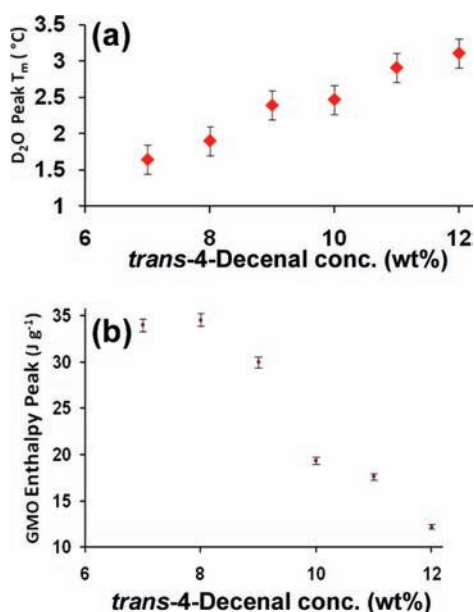 (a)
D₂O Peak Tₘ (°C)
3.5
3
2.5
2
1.5
1
6 8 10 12
trans-4-Decenal conc. (wt%)
(b)
GMO Enthalpy Peak (J g⁻¹)
35
30
25
20
15
10
6 8 10 12
trans-4-Decenal conc. (wt%)